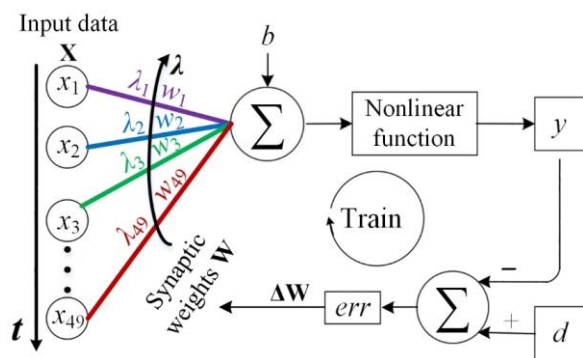 Input data
X
x1
x2
x3
x49
t
λ
λ1 w1
λ2 w2
λ3 w3
λ49 w49
Synaptic
weights W
b
Σ
Nonlinear
function
y
Train
−
Σ
+
d
err
ΔW